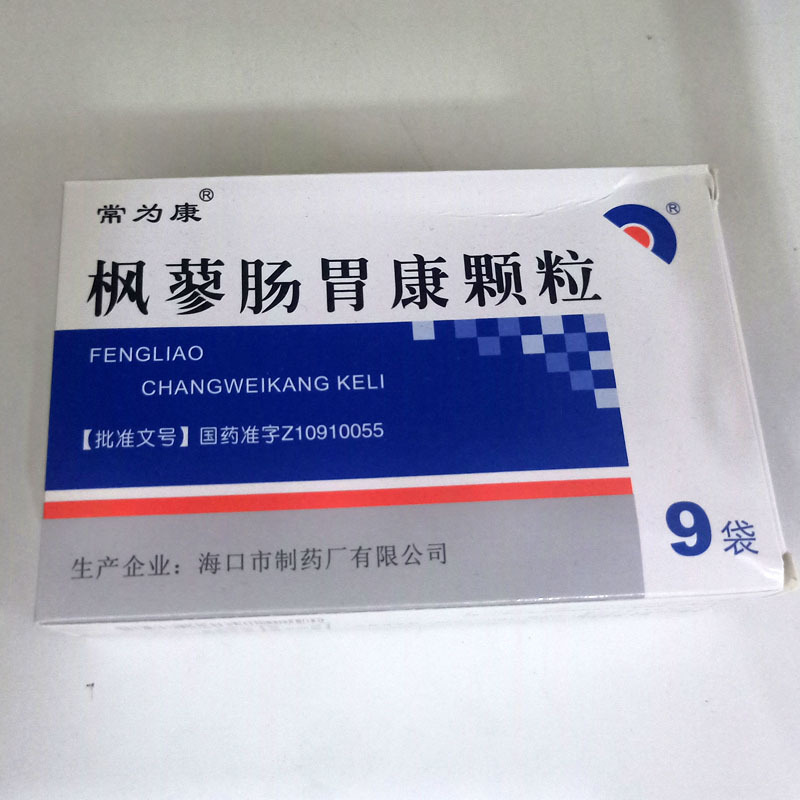 常为康®
®
枫蓼肠胃康颗粒
FENGLIAO
CHANGWEIKANG KELI
【批准文号】国药准字Z10910055
9袋
生产企业：海口市制药厂有限公司